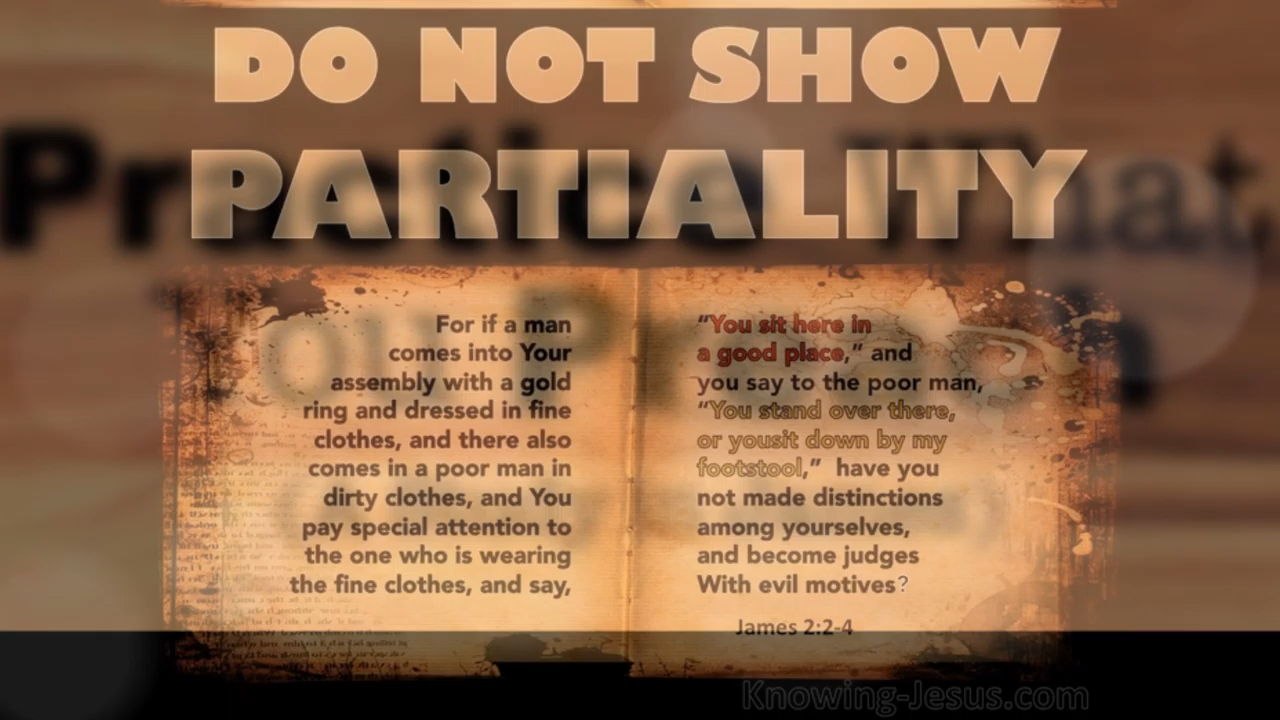 DO NOT SHOW
PARTIALITY
Practice What
For if a man
comes into Your
assembly with a gold
ring and dressed in fine
clothes, and there also
comes in a poor man in
dirty clothes, and You
pay special attention to
the one who is wearing
the fine clothes, and say,
“You sit here in
a good place,” and
you say to the poor man,
“You stand over there,
or yousit down by my
footstool,” have you
not made distinctions
among yourselves,
and become judges
With evil motives?
James 2:2-4
Knowing-Jesus.com